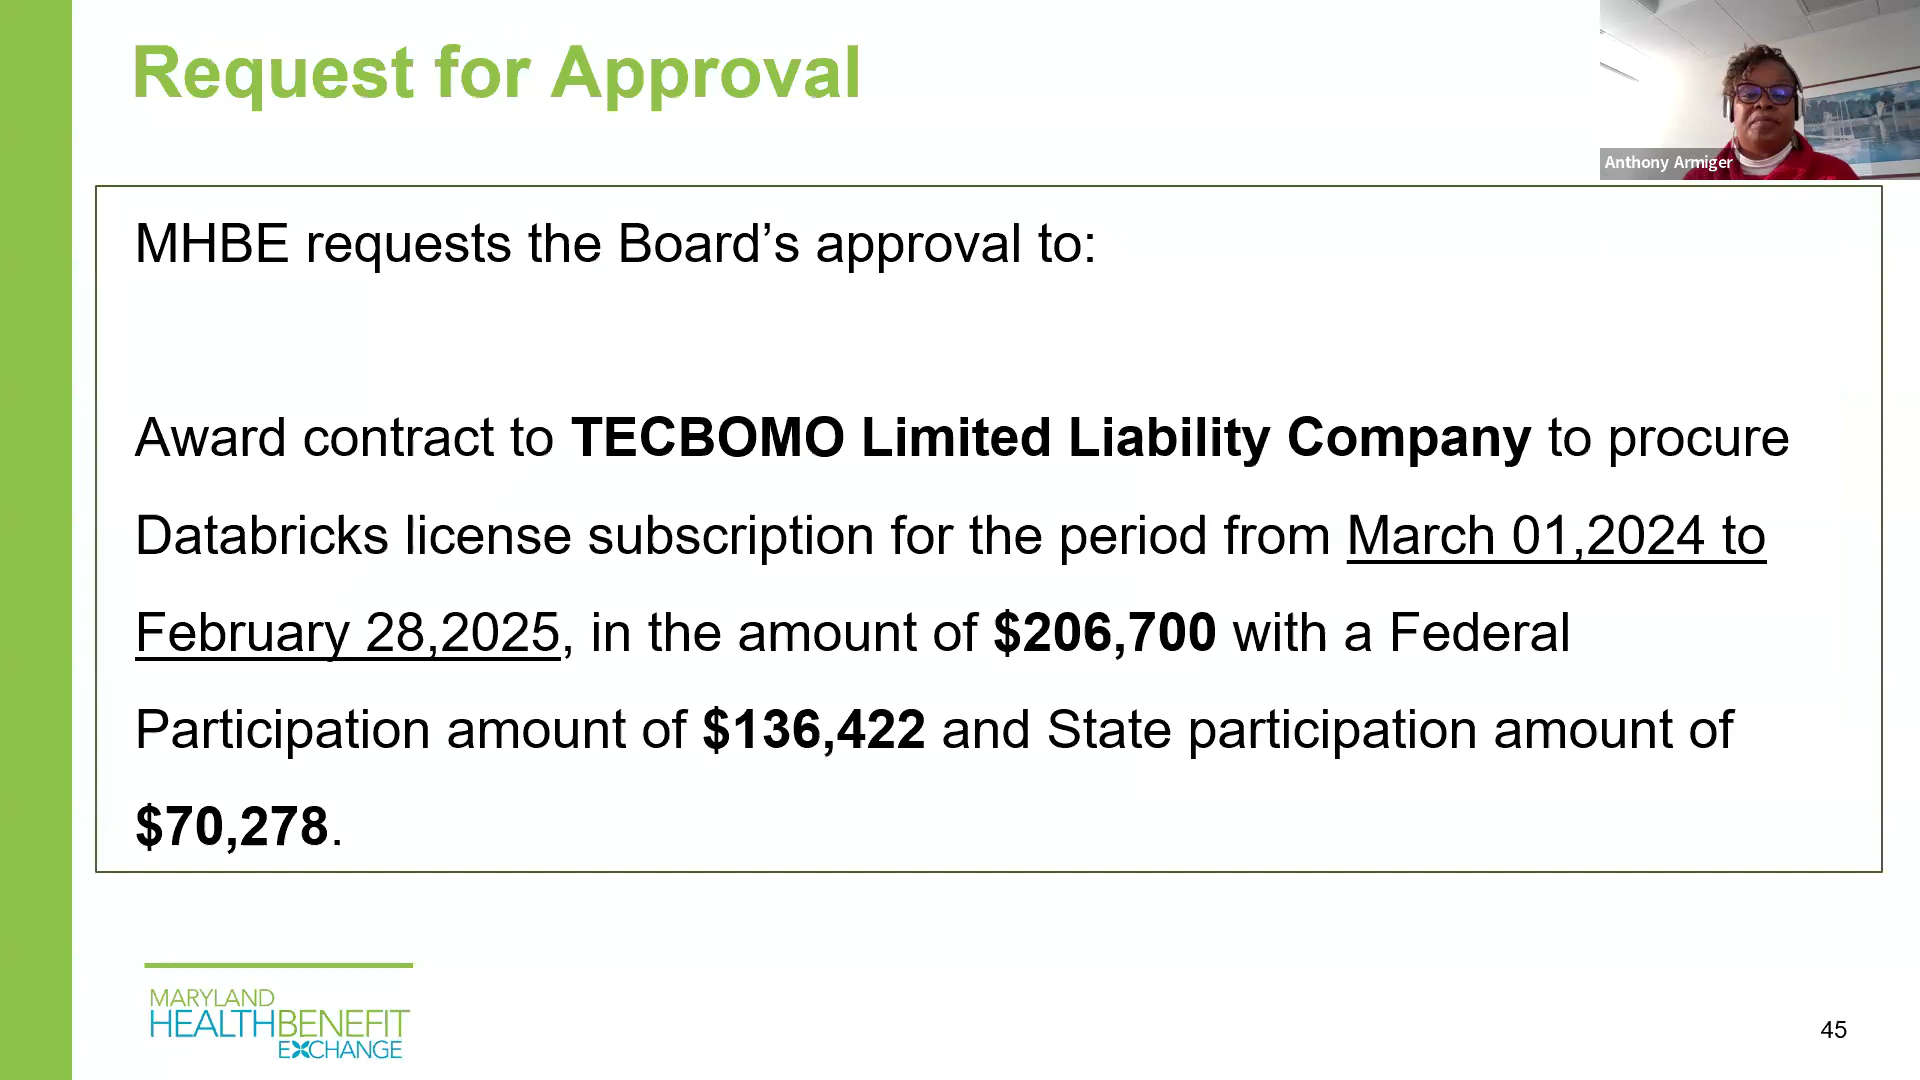 Request for Approval
Anthony Armiger
MHBE requests the Board’s approval to:
Award contract to TECBOMO Limited Liability Company to procure
Databricks license subscription for the period from March 01,2024 to
February 28,2025, in the amount of $206,700 with a Federal
Participation amount of $136,422 and State participation amount of
$70,278.
MARYLAND
HEALTHBENEFIT
EXCHANGE
45